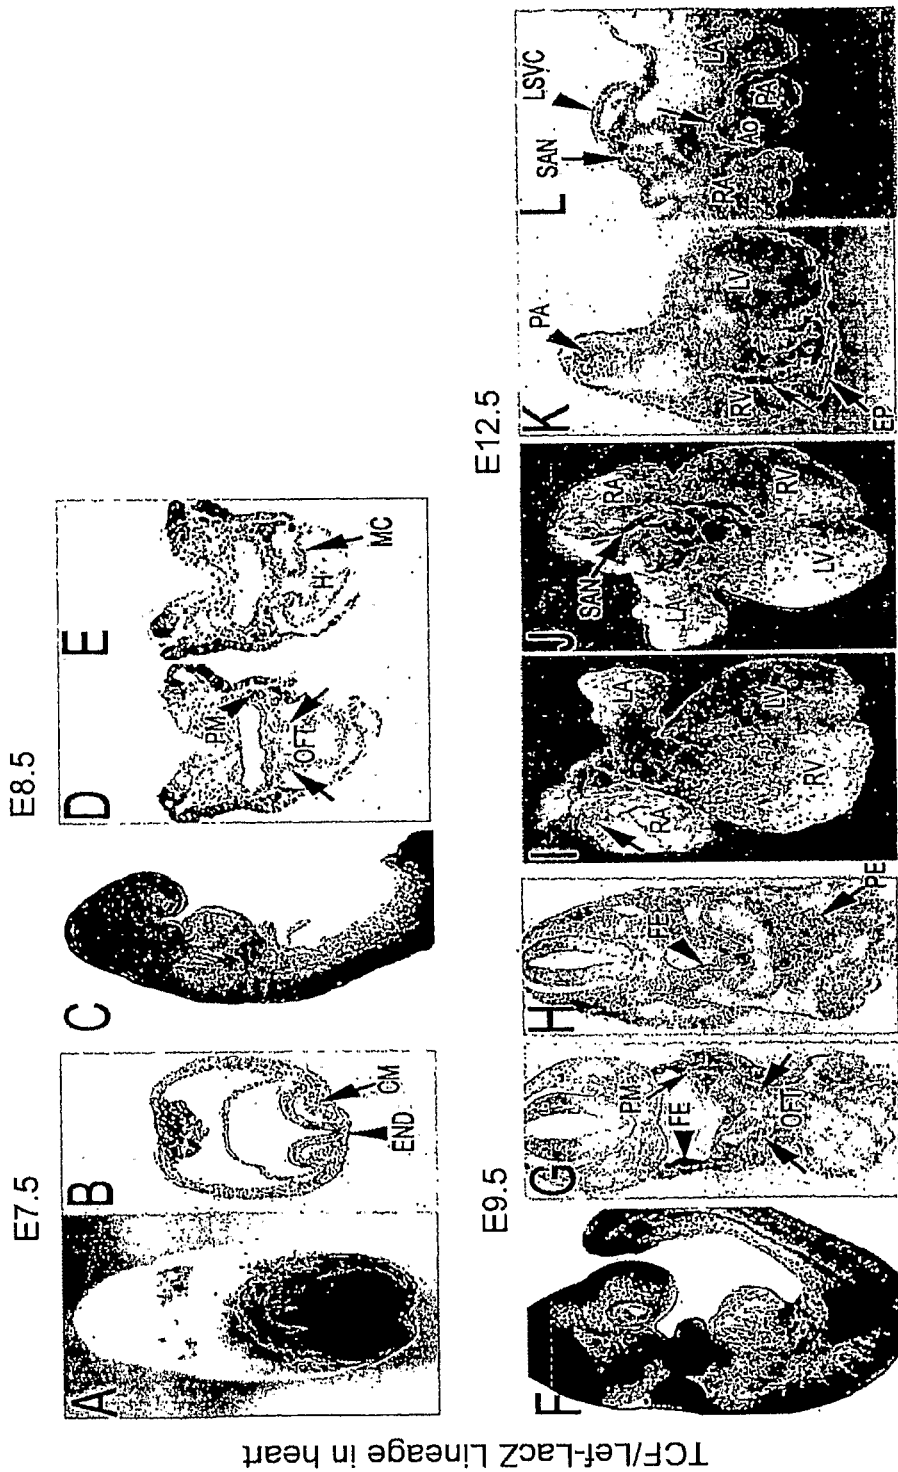 TCF/Lef-LacZ Lineage in heart
E7.5
A
B
END
CM
E8.5
C
D
PM
OFT
E
H
MC
E9.5
F
G
PM
FE
OFT
H
FE
PE
E12.5
I
RA
LA
RV
LV
J
SAN
LA
RA
LV
RV
K
PA
RV
LV
EP
L
SAN
LSVC
RA
Ao
PA
LA